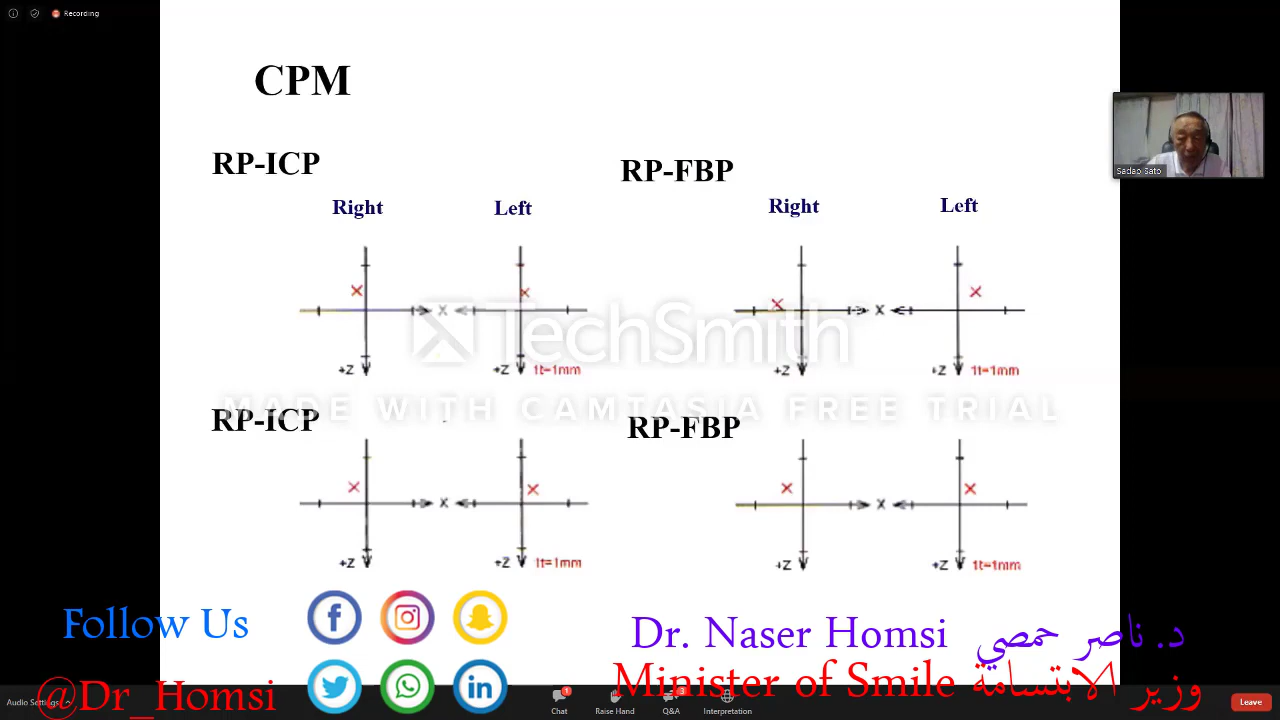 Recording
CPM
RP-ICP
RP-FBP
Right
Left
Right
Left
Sadao Sato
X
X
TechSmith
+Z
+Z
1t=1mm
+Z
+Z
1t=1mm
MADE WITH CAMTASIA FREE TRIAL
RP-ICP
RP-FBP
X
X
+Z
+Z
1t=1mm
+Z
+Z
1t=1mm
Follow Us
Dr. Naser Homsi د. ناصر حمصي
Minister of Smile وزير الابتسامة
@Dr_Homsi
Audio Settings
Chat
1
Raise Hand
Q&A
3
Interpretation
Leave